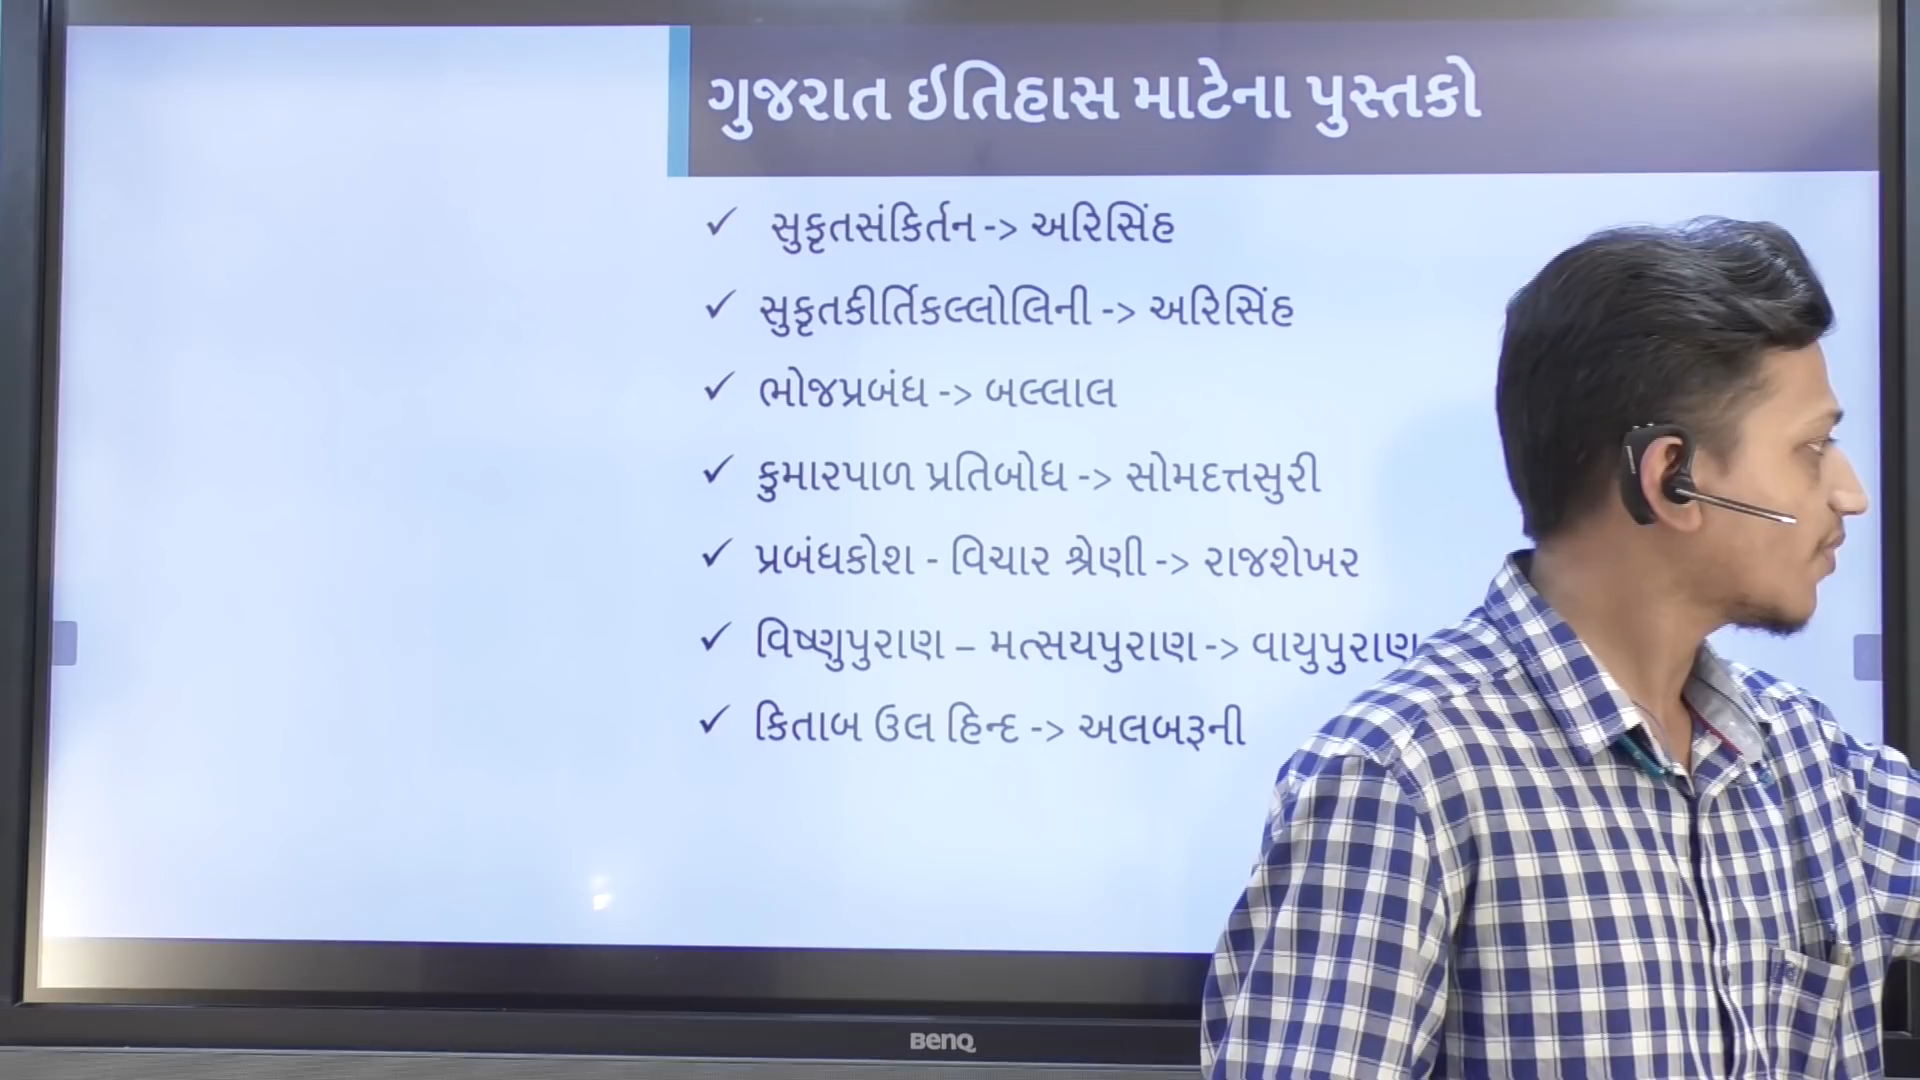 ગુજરાત ઇતિહાસ માટેના પુસ્તકો
✓ સુકૃતસંકિર્તન -> અરિસિંહ
✓ સુકૃતકીર્તિકલ્લોલિની -> અરિસિંહ
✓ ભોજપ્રબંધ -> બલ્લાલ
✓ કુમારપાળ પ્રતિબોધ -> સોમદત્તસુરી
✓ પ્રબંધકોશ - વિચાર શ્રેણી -> રાજશેખર
✓ વિષ્ણુપુરાણ – મત્સયપુરાણ -> વાયુપુરાણ
✓ કિતાબ ઉલ હિન્દ -> અલબરૂની
BenQ